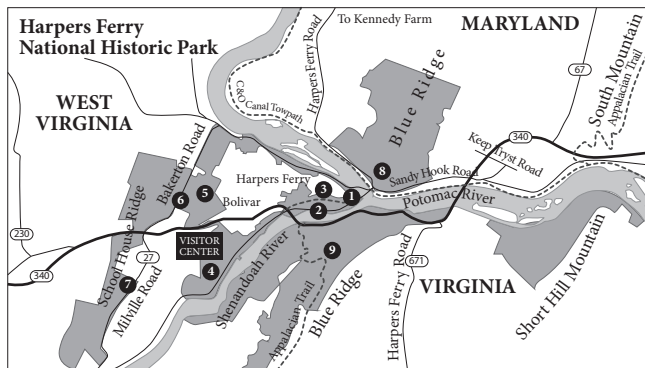 Harpers Ferry
National Historic Park
To Kennedy Farm
MARYLAND
67
South Mountain
Appalachian Trail
Harpers Ferry Road
C&O Canal Towpath
Blue Ridge
WEST
VIRGINIA
Bakerton Road
340
Keep Tryst Road
8
Sandy Hook Road
Harpers Ferry
3
1
Potomac River
6
5
Bolivar
2
School House Ridge
230
VISITOR
CENTER
27
4
Shenandoah River
9
671
VIRGINIA
340
7
Milville Road
Appalacian Trail
Blue Ridge
Harpers Ferry Road
Short Hill Mountain